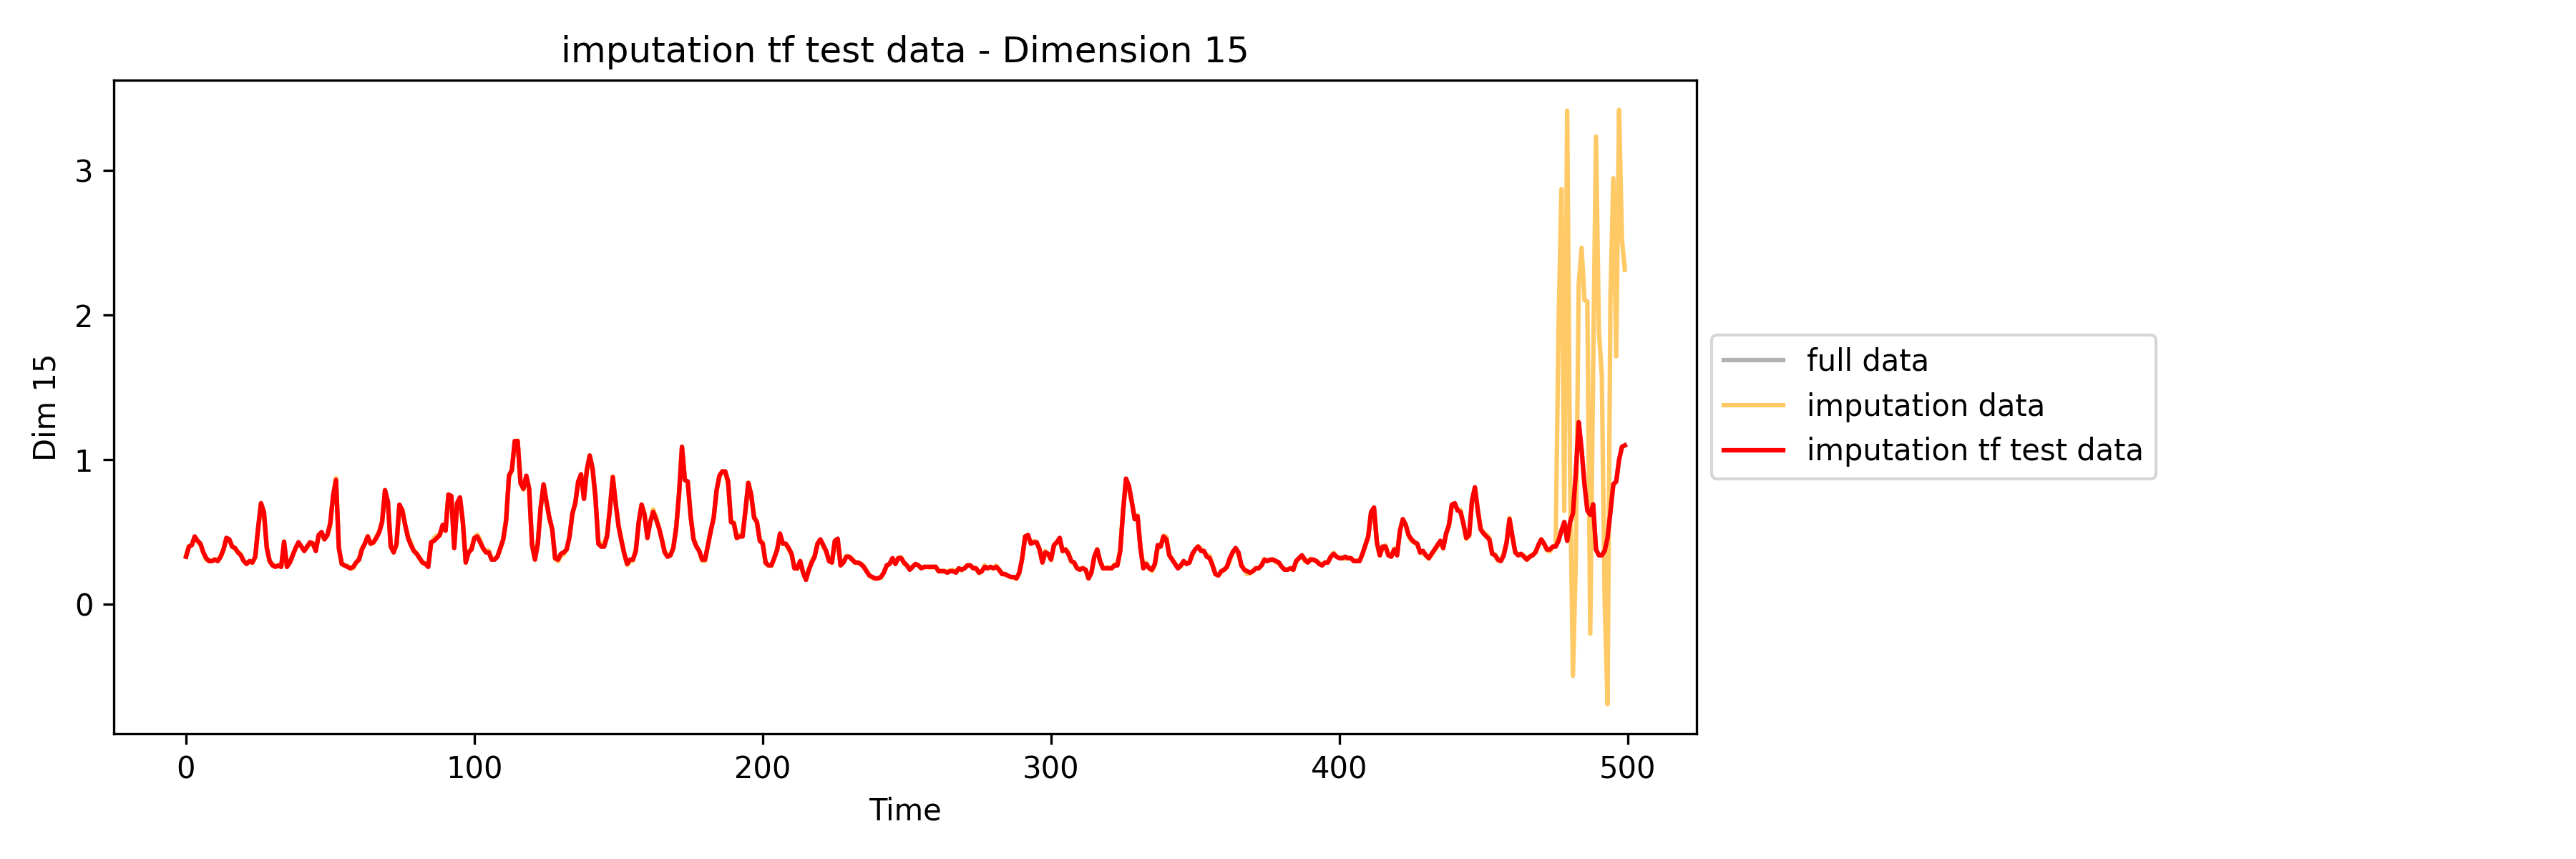 imputation tf test data - Dimension 15
3
2
1
0
Dim 15
0 100 200 300 400 500
Time
full data
imputation data
imputation tf test data